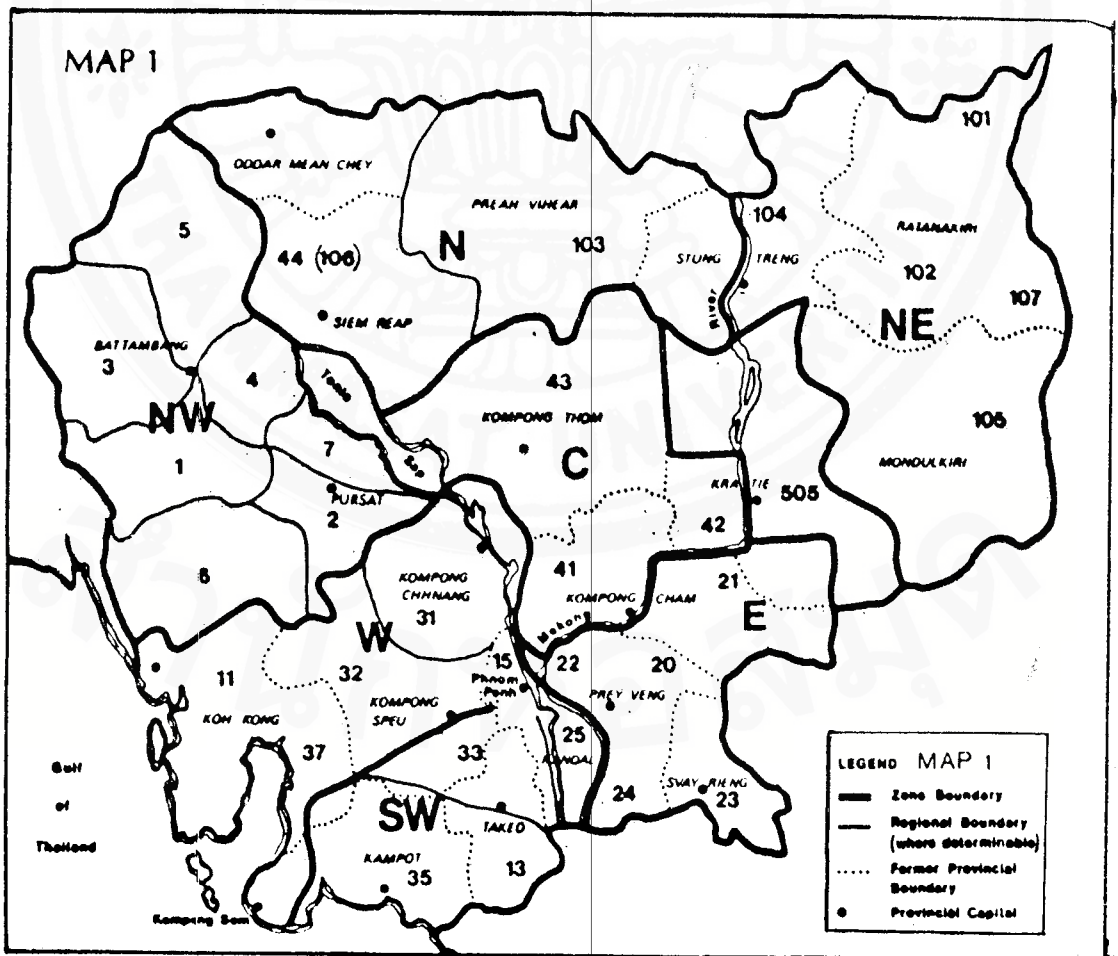 MAP 1
ODDAR MEAN CHEY
PREAH VIHEAR
101
5
104
44 (106)
N
103
STUNG TRENG
RATANAKIRI
102
107
River
SIEM REAP
NE
BATTAMBANG
3
4
Tonle
43
KOMPONG THOM
NW
7
105
1
Sap
C
MONDULKIRI
PURSAT
2
KRATIE
505
42
6
KOMPONG
CHHNANG
31
41
KOMPONG CHAM
21
E
W
Mekong
11
32
15
Phnom
Penh
22
20
KOH KONG
KOMPONG
SPEU
PREY VENG
37
33
25
KANDAL
Gulf
of
Thailand
SW
TAKEO
24
SVAY RIENG
23
KAMPOT
35
13
Kompong Som
LEGEND MAP 1
Zone Boundary
Regional Boundary
(where determinable)
Former Provincial
Boundary
Provincial Capital